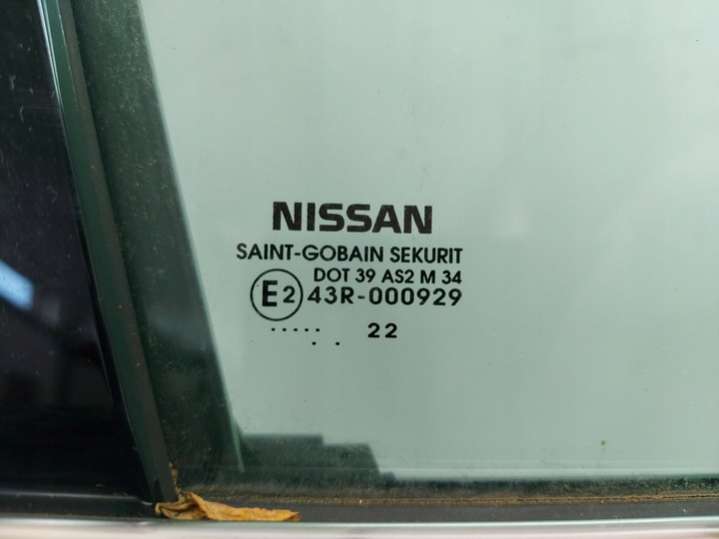 NISSAN
SAINT-GOBAIN SEKURIT
DOT 39 AS2 M 34
E2 43R-000929
..... 22
. .